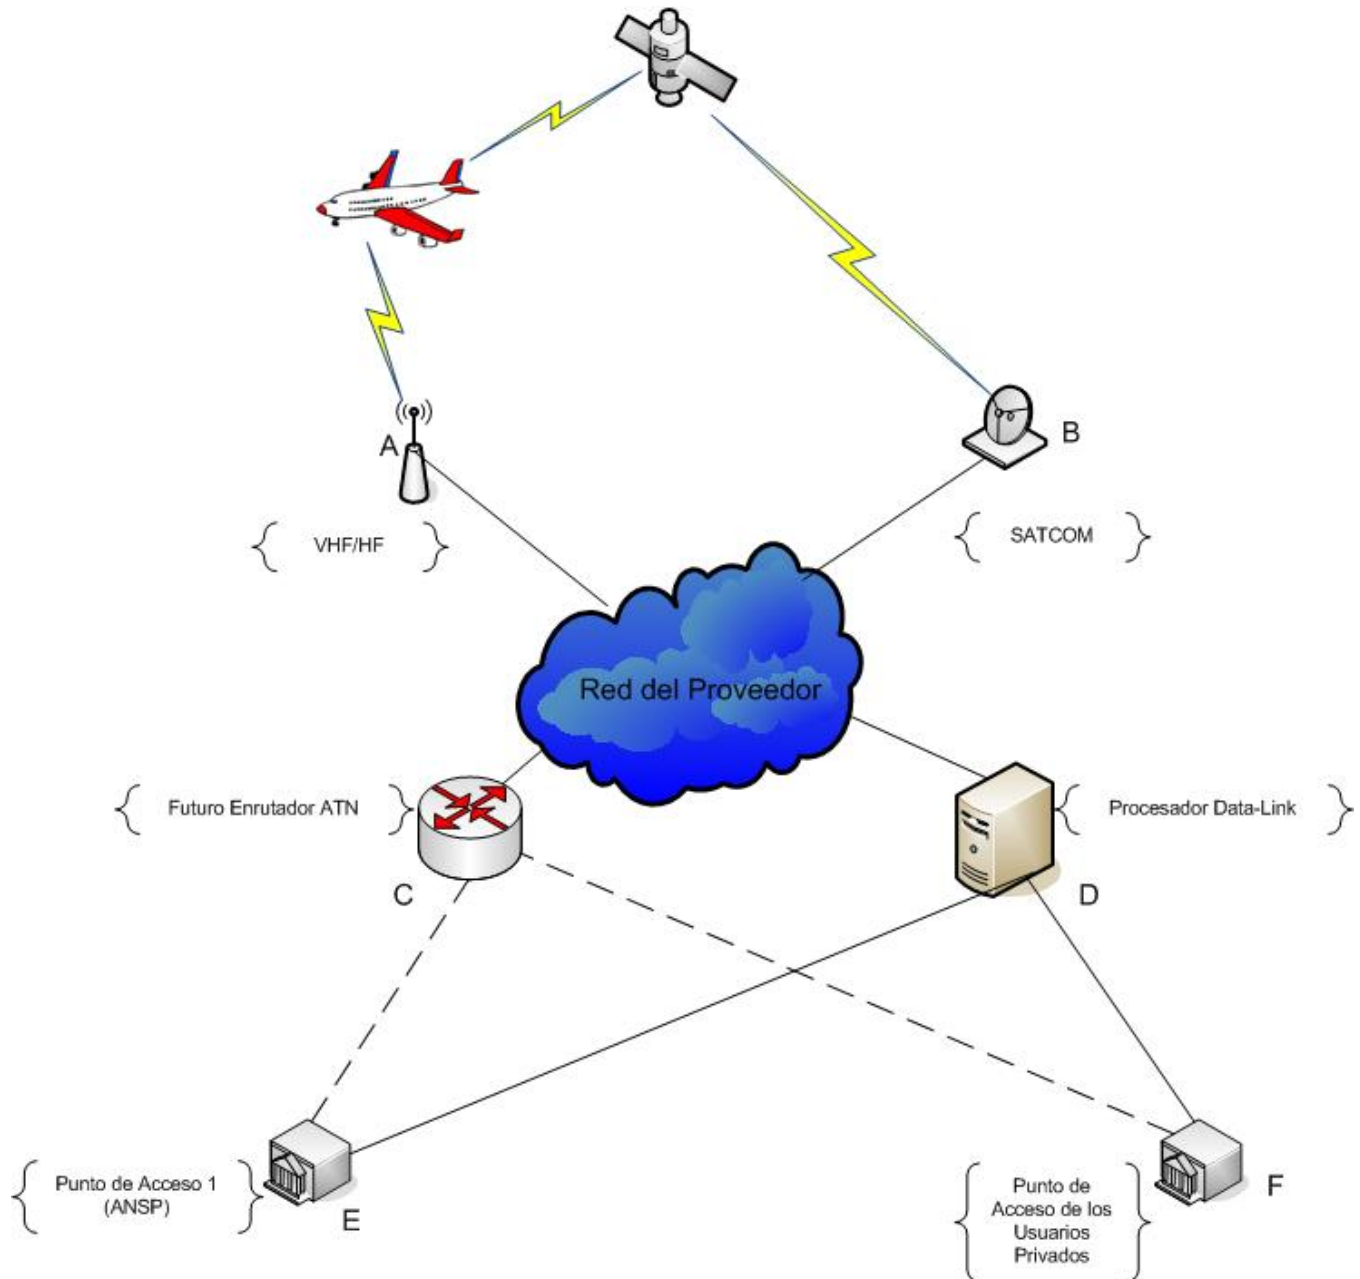 A
B
VHF/HF
SATCOM
Red del Proveedor
Futuro Enrutador ATN
Procesador Data-Link
C
D
Punto de Acceso 1
(ANSP)
E
Punto de
Acceso de los
Usuarios
Privados
F